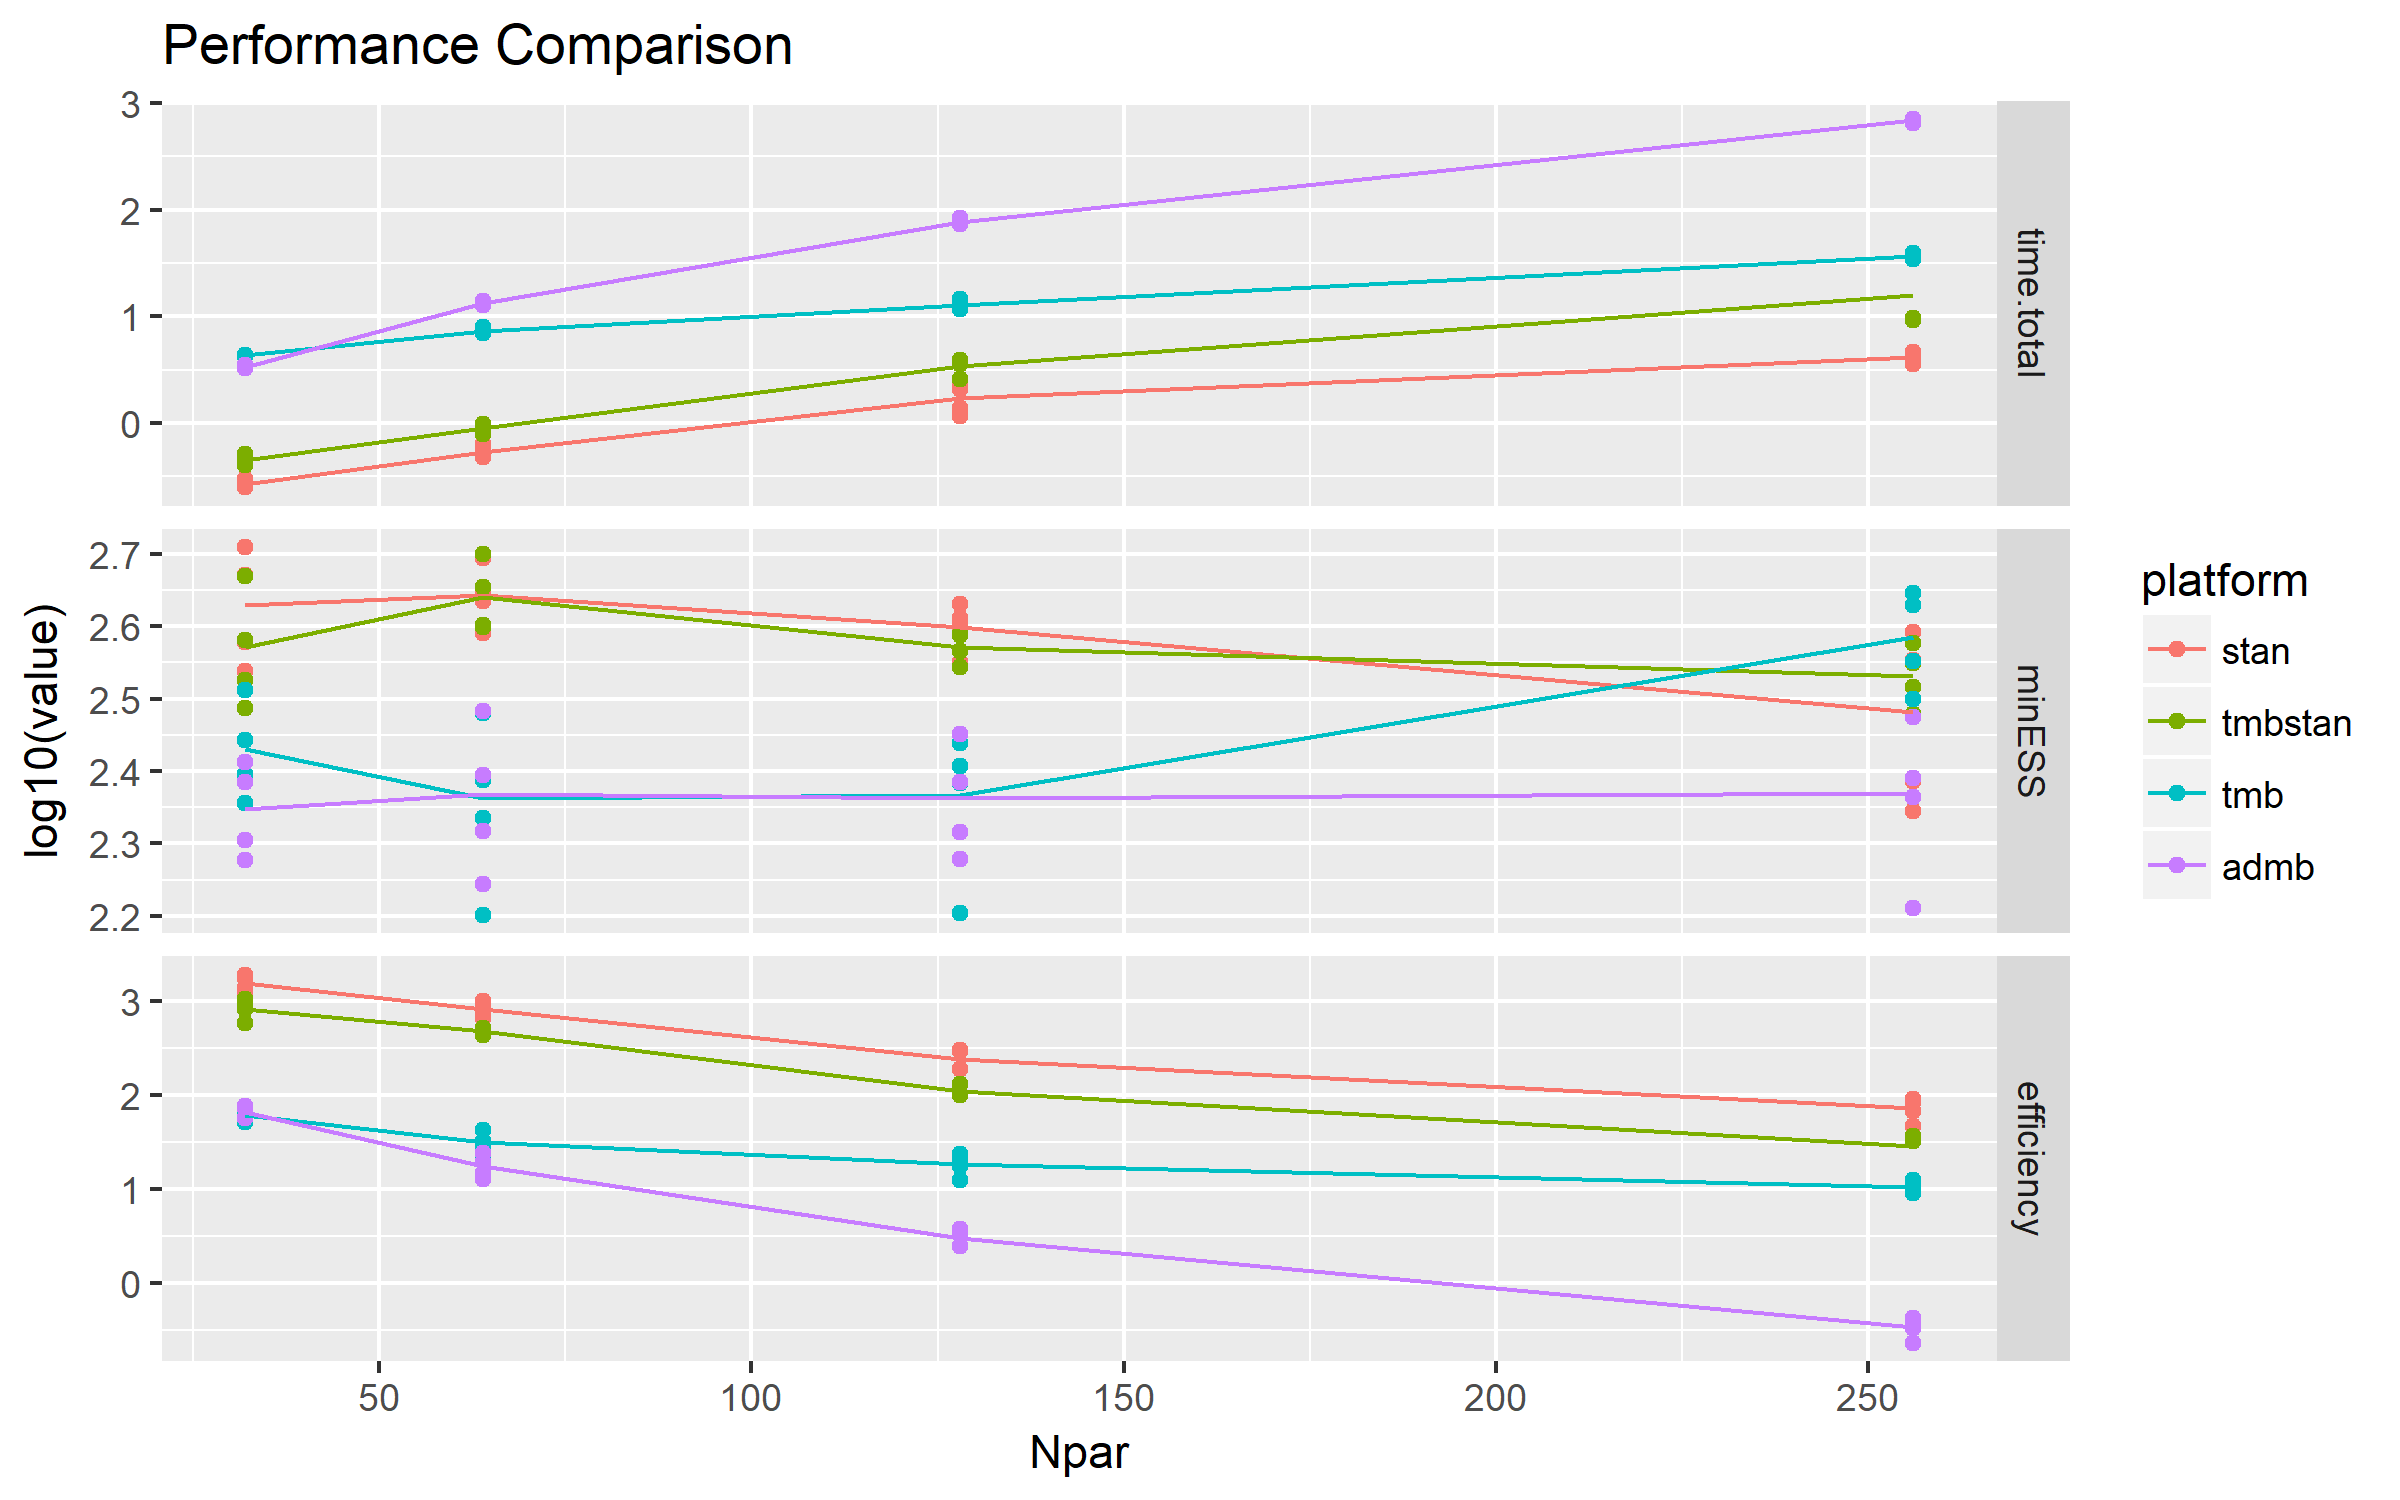 Performance Comparison
3
2
1
0
time.total
2.7
2.6
2.5
2.4
2.3
2.2
minESS
3
2
1
0
efficiency
log10(value)
50 100 150 200 250
Npar
platform
stan
tmbstan
tmb
admb